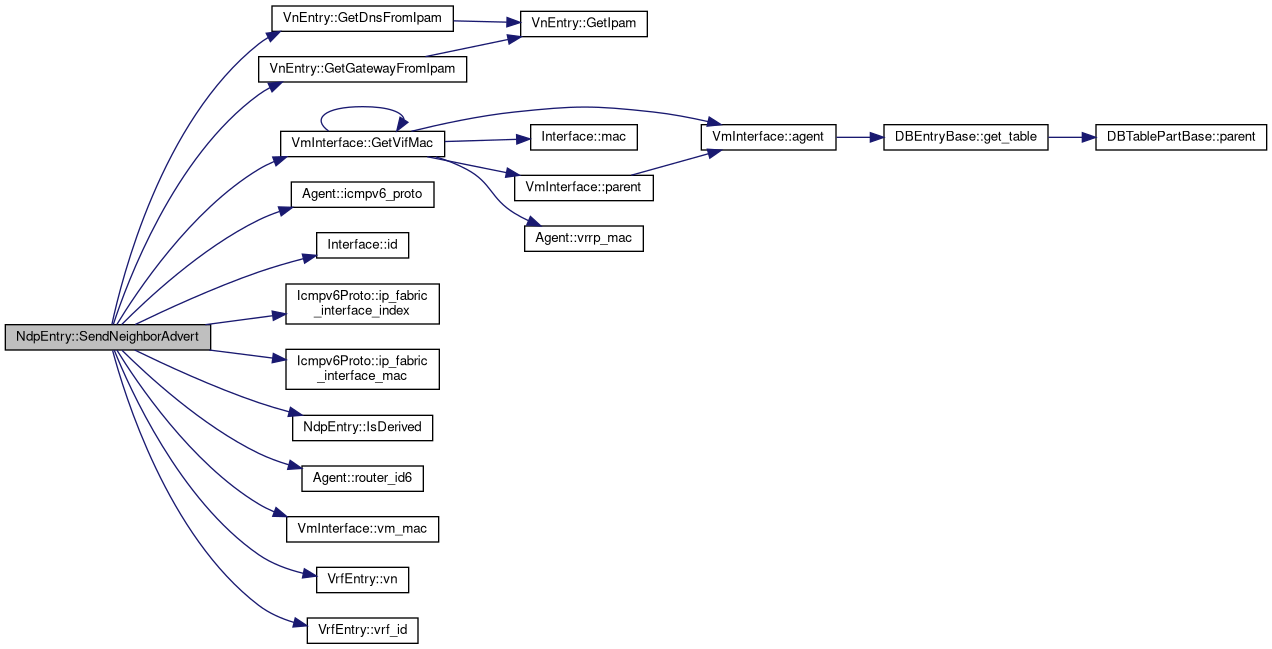 VnEntry::GetDnsFromIpam
VnEntry::GetIpam
VnEntry::GetGatewayFromIpam
VmInterface::GetVifMac
Interface::mac
VmInterface::agent
DBEntryBase::get_table
DBTablePartBase::parent
VmInterface::parent
Agent::vrrp_mac
Agent::icmpv6_proto
Interface::id
Icmpv6Proto::ip_fabric
_interface_index
NdpEntry::SendNeighborAdvert
Icmpv6Proto::ip_fabric
_interface_mac
NdpEntry::IsDerived
Agent::router_id6
VmInterface::vm_mac
VrfEntry::vn
VrfEntry::vrf_id